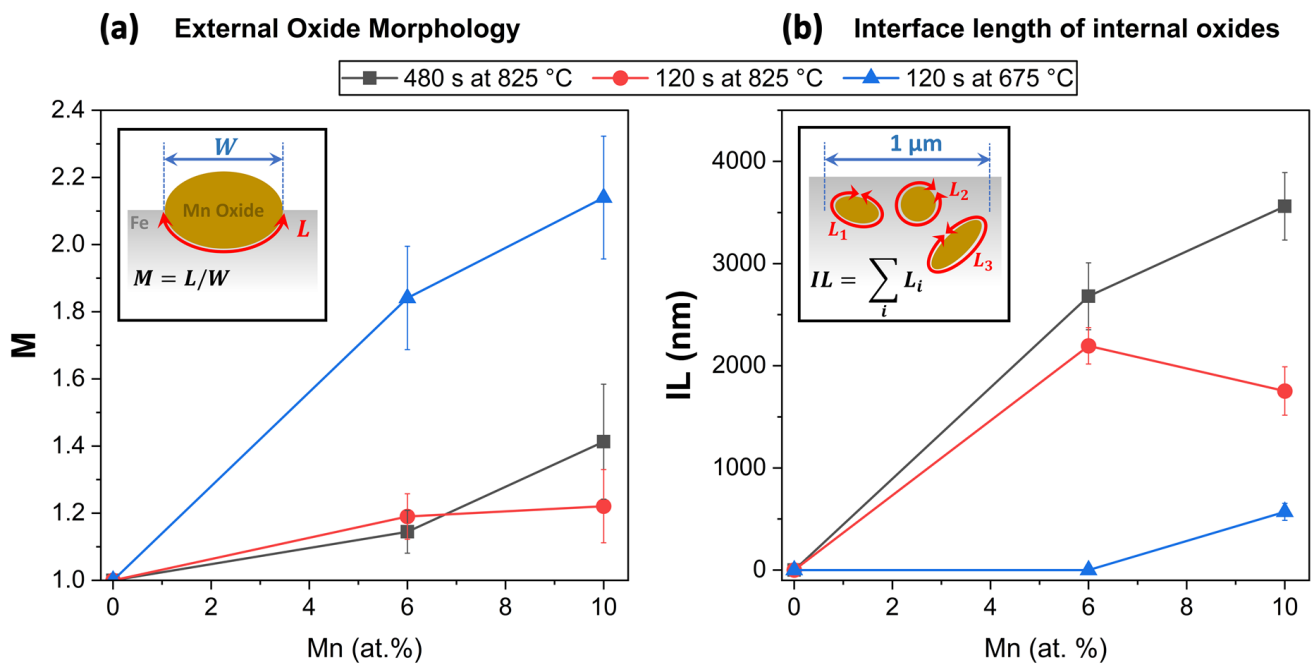 (a) External Oxide Morphology
(b) Interface length of internal oxides
480 s at 825 °C
120 s at 825 °C
120 s at 675 °C
2.4
2.2
2.0
1.8
1.6
1.4
1.2
1.0
M
W
Mn Oxide
Fe
L
M = L/W
0 2 4 6 8 10
Mn (at.%)
4000
3000
2000
1000
0
IL (nm)
1 μm
L1
L2
L3
IL = ∑i Li
0 2 4 6 8 10
Mn (at. %)